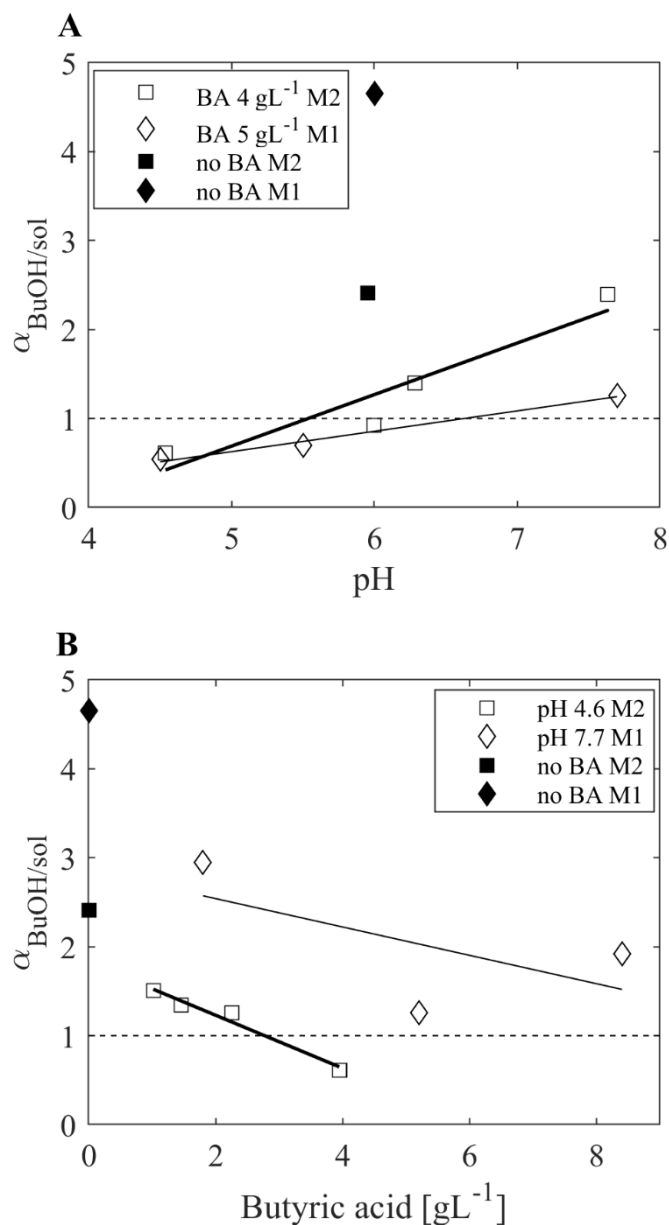 A
5
BA 4 gL⁻¹ M2
BA 5 gL⁻¹ M1
no BA M2
no BA M1
4
3
2
1
0
α BuOH/sol
4 5 6 7 8
pH
B
5
pH 4.6 M2
pH 7.7 M1
no BA M2
no BA M1
4
3
2
1
0
α BuOH/sol
0 2 4 6 8
Butyric acid [gL⁻¹]